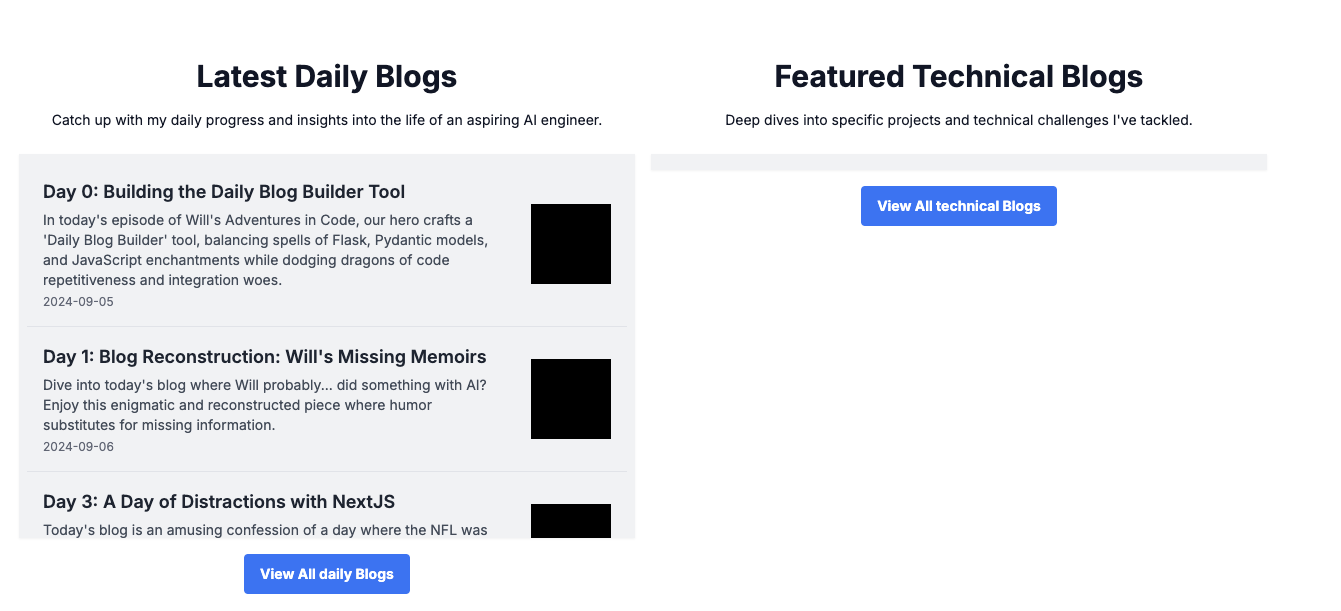 Latest Daily Blogs
Catch up with my daily progress and insights into the life of an aspiring AI engineer.
Day 0: Building the Daily Blog Builder Tool
In today's episode of Will's Adventures in Code, our hero crafts a
'Daily Blog Builder' tool, balancing spells of Flask, Pydantic models,
and JavaScript enchantments while dodging dragons of code
repetitiveness and integration woes.
2024-09-05
Day 1: Blog Reconstruction: Will's Missing Memoirs
Dive into today's blog where Will probably... did something with AI?
Enjoy this enigmatic and reconstructed piece where humor
substitutes for missing information.
2024-09-06
Day 3: A Day of Distractions with NextJS
Today's blog is an amusing confession of a day where the NFL was
View All daily Blogs
Featured Technical Blogs
Deep dives into specific projects and technical challenges I've tackled.
View All technical Blogs